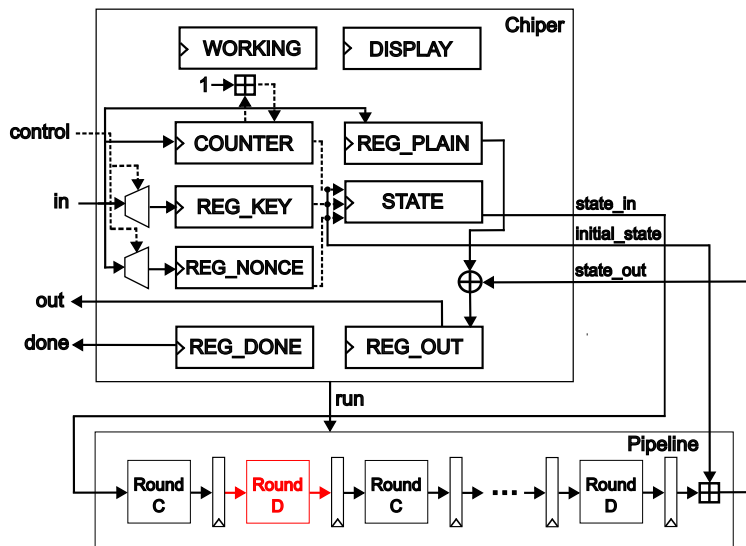 Chiper
WORKING
DISPLAY
1
control
COUNTER
REG_PLAIN
in
REG_KEY
STATE
state_in
initial_state
REG_NONCE
state_out
out
done
REG_DONE
REG_OUT
run
Pipeline
Round
C
Round
D
Round
C
Round
D